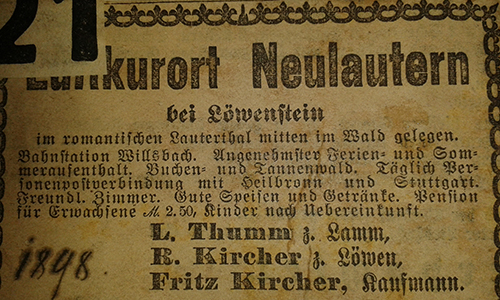 21
Luftkurort Neulautern
bei Löwenstein
im romantischen Lauterthal mitten im Wald gelegen.
Bahnstation Willsbach. Angenehmster Ferien- und Som-
meraufenthalt. Buchen- und Tannenwald. Täglich Per-
sonenpostverbindung mit Heilbronn und Stuttgart.
Freundl. Zimmer. Gute Speisen und Getränke. Pension
für Erwachsene M. 2.50, Kinder nach Uebereinkunft.
L. Thumm z. Lamm,
R. Kircher z. Löwen,
Fritz Kircher, Kaufmann.
1898.